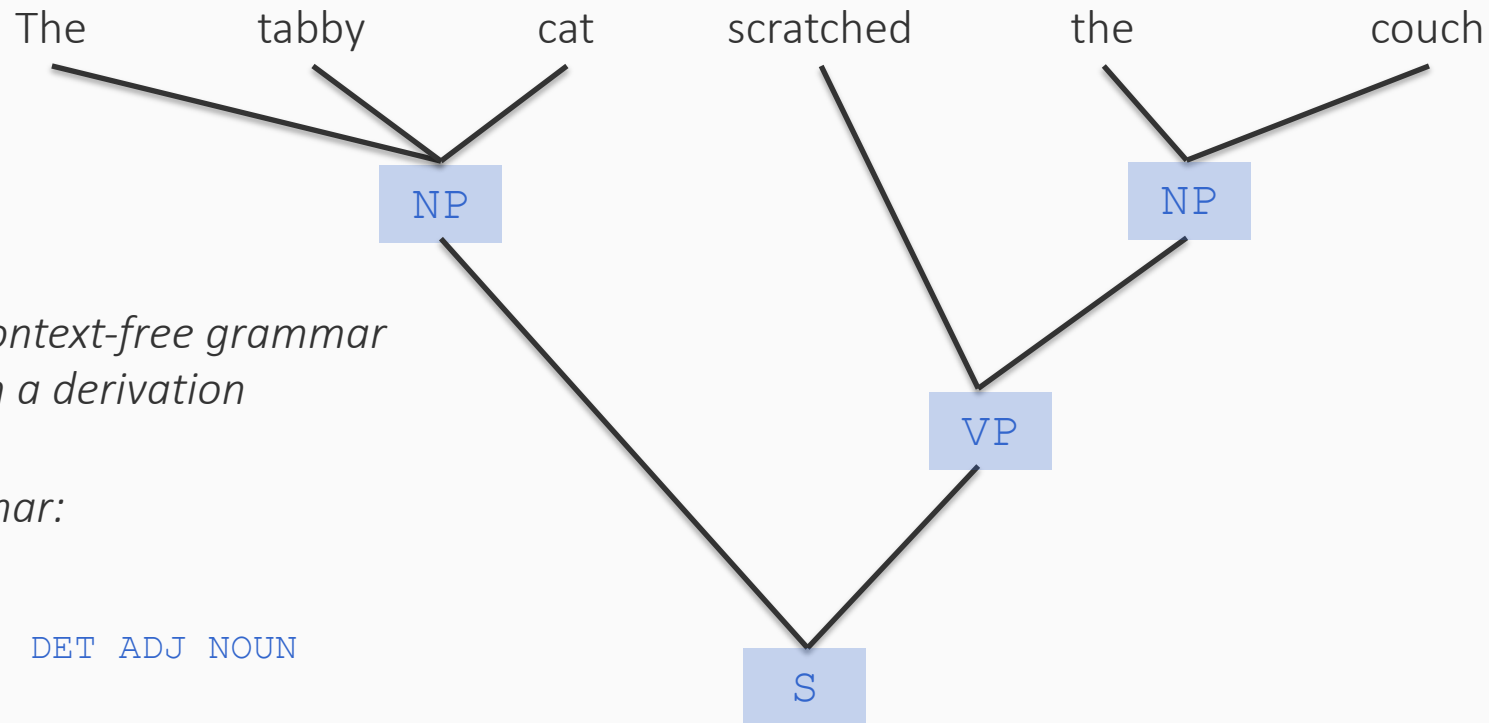 The tabby cat scratched the couch
NP NP
ontext-free grammar
a derivation
VP
nar:
DET ADJ NOUN
S